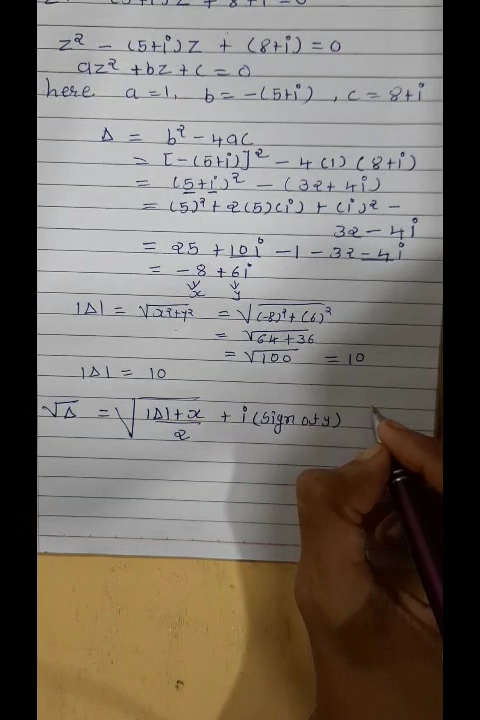 z² - (5+i)z + (8+i) = 0
az² + bz + c = 0
here a = 1, b = -(5+i), c = 8+i
Δ = b² - 4ac
= [-(5+i)]² - 4(1)(8+i)
= (5+i)² - (32+4i)
= (5)² + 2(5)(i) + (i)² -
32 - 4i
= 25 + 10i - 1 - 32 - 4i
= -8 + 6i
x y
|Δ| = √x²+y² = √(-8)²+(6)²
= √64+36
= √100 = 10
|Δ| = 10
√Δ = √|Δ|+x/2 + i(sign of y)